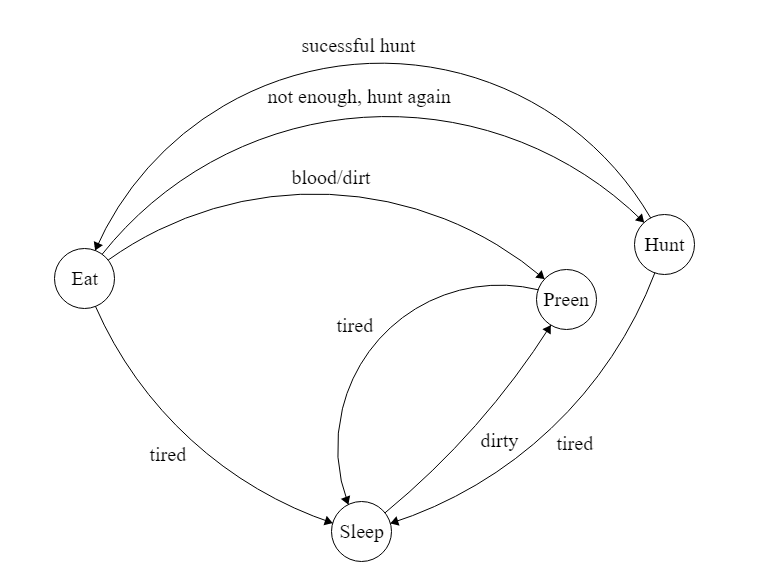 sucessful hunt
not enough, hunt again
blood/dirt
Hunt
Eat
Preen
tired
dirty
tired
tired
Sleep